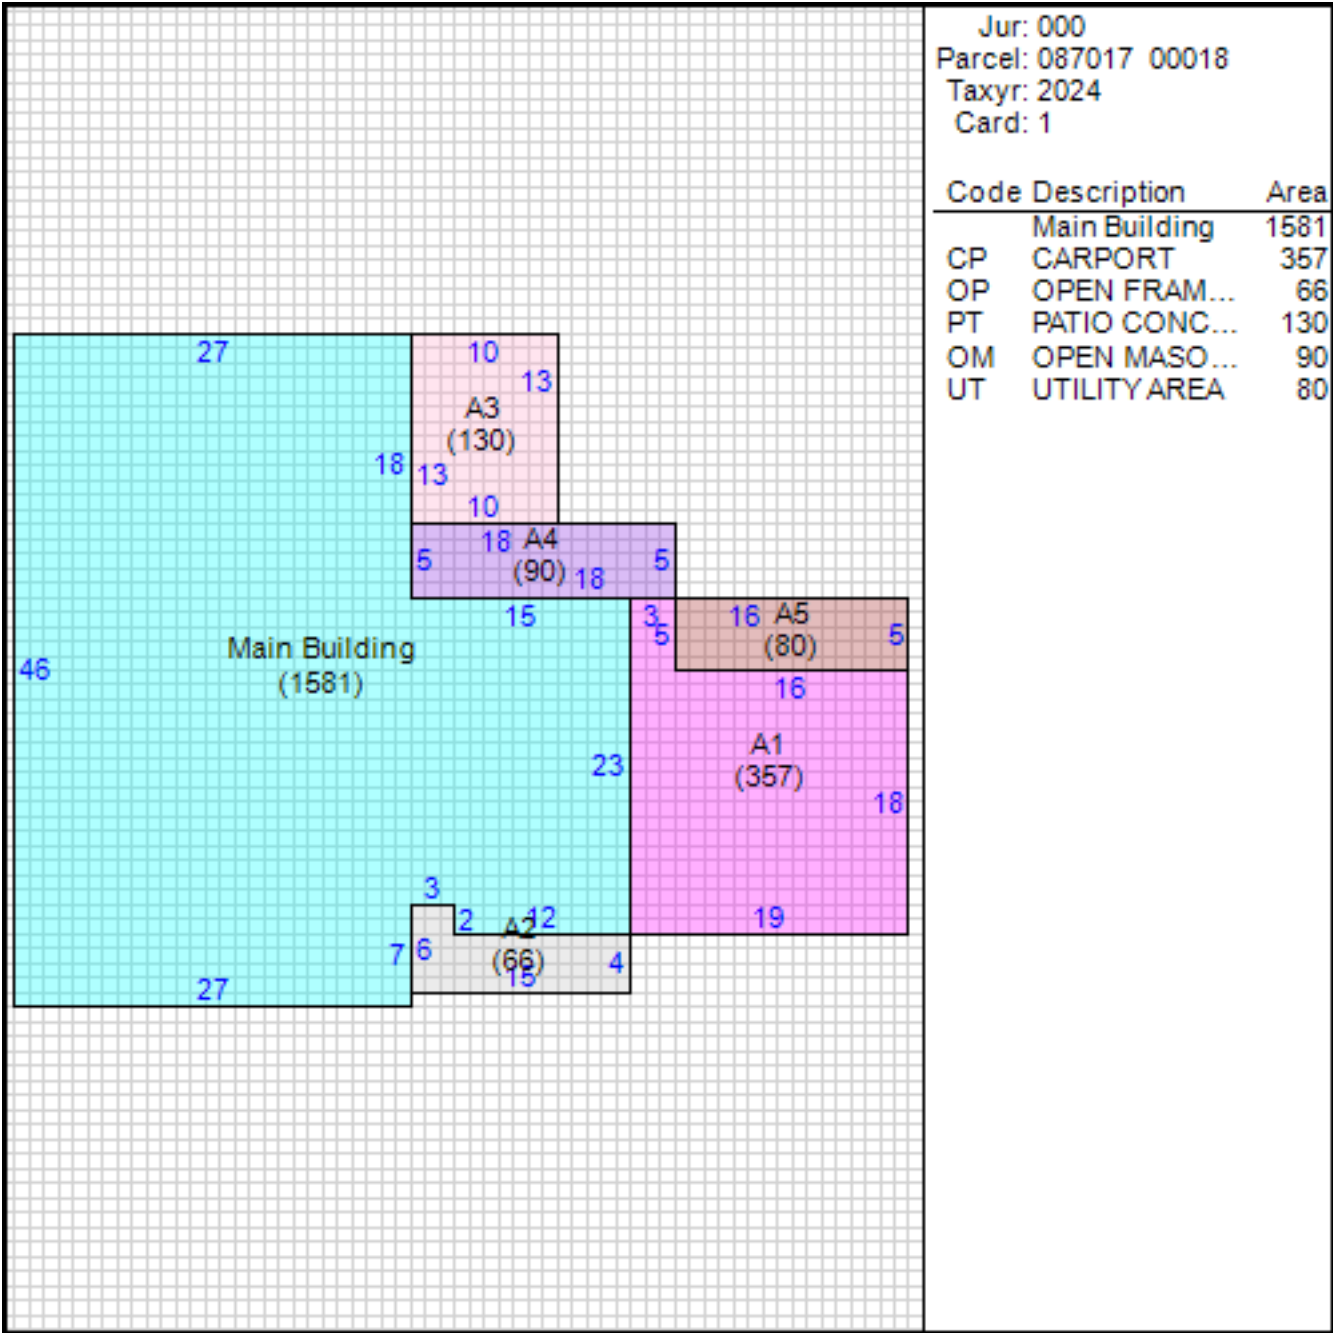 Jur: 000
Parcel: 087017 00018
Taxyr: 2024
Card: 1
Code Description Area
Main Building 1581
CP CARPORT 357
OP OPEN FRAM... 66
PT PATIO CONC... 130
OM OPEN MASO... 90
UT UTILITY AREA 80
27
10
13
A3
(130)
18
13
10
18
A4
5
(90)
18
5
15
3
5
16
A5
(80)
5
16
Main Building
(1581)
46
23
A1
(357)
18
3
2
12
A2
19
7
6
(66)
15
4
27